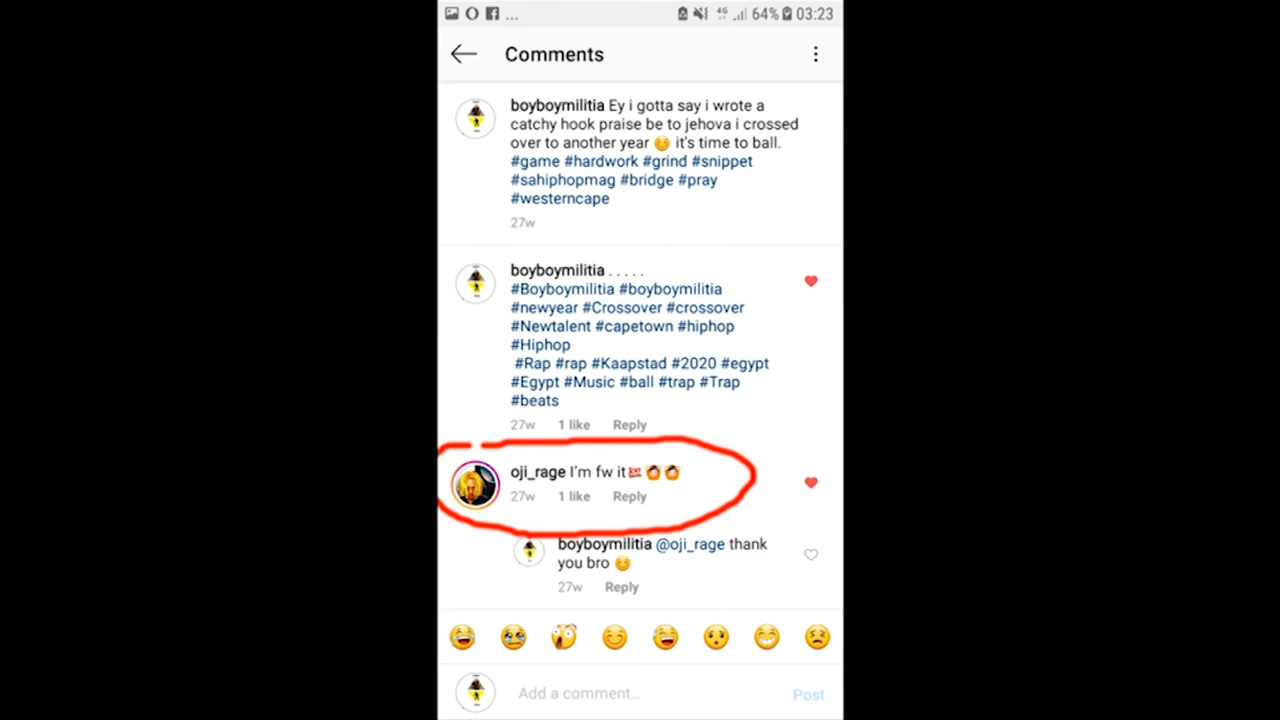 ... 4G 64% 03:23
Comments
boyboymilitia Ey i gotta say i wrote a
catchy hook praise be to jehova i crossed
over to another year 😊 it's time to ball.
#game #hardwork #grind #snippet
#sahiphopmag #bridge #pray
#westerncape
27w
boyboymilitia . . . . .
#Boyboymilitia #boyboymilitia
#newyear #Crossover #crossover
#Newtalent #capetown #hiphop
#Hiphop
#Rap #rap #Kaapstad #2020 #egypt
#Egypt #Music #ball #trap #Trap
#beats
27w 1 like Reply
oji_rage I'm fw it💯🙆🙆
27w 1 like Reply
boyboymilitia @oji_rage thank
you bro 😊
27w Reply
Add a comment... Post